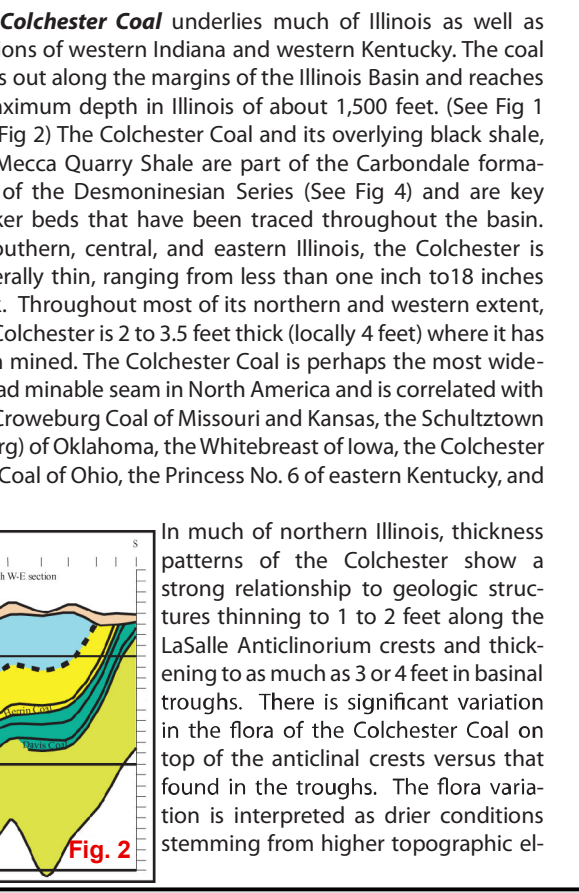 Colchester Coal underlies much of Illinois as well as
ions of western Indiana and western Kentucky. The coal
s out along the margins of the Illinois Basin and reaches
aximum depth in Illinois of about 1,500 feet. (See Fig 1
Fig 2) The Colchester Coal and its overlying black shale,
Mecca Quarry Shale are part of the Carbondale forma-
of the Desmoninesian Series (See Fig 4) and are key
ker beds that have been traced throughout the basin.
outhern, central, and eastern Illinois, the Colchester is
erally thin, ranging from less than one inch to18 inches
. Throughout most of its northern and western extent,
Colchester is 2 to 3.5 feet thick (locally 4 feet) where it has
n mined. The Colchester Coal is perhaps the most wide-
ad minable seam in North America and is correlated with
Croweburg Coal of Missouri and Kansas, the Schultztown
rg) of Oklahoma, the Whitebreast of Iowa, the Colchester
Coal of Ohio, the Princess No. 6 of eastern Kentucky, and
S
h W-E section
Herrin Coal
Davis Coal
Fig. 2
In much of northern Illinois, thickness
patterns of the Colchester show a
strong relationship to geologic struc-
tures thinning to 1 to 2 feet along the
LaSalle Anticlinorium crests and thick-
ening to as much as 3 or 4 feet in basinal
troughs. There is significant variation
in the flora of the Colchester Coal on
top of the anticlinal crests versus that
found in the troughs. The flora varia-
tion is interpreted as drier conditions
stemming from higher topographic el-